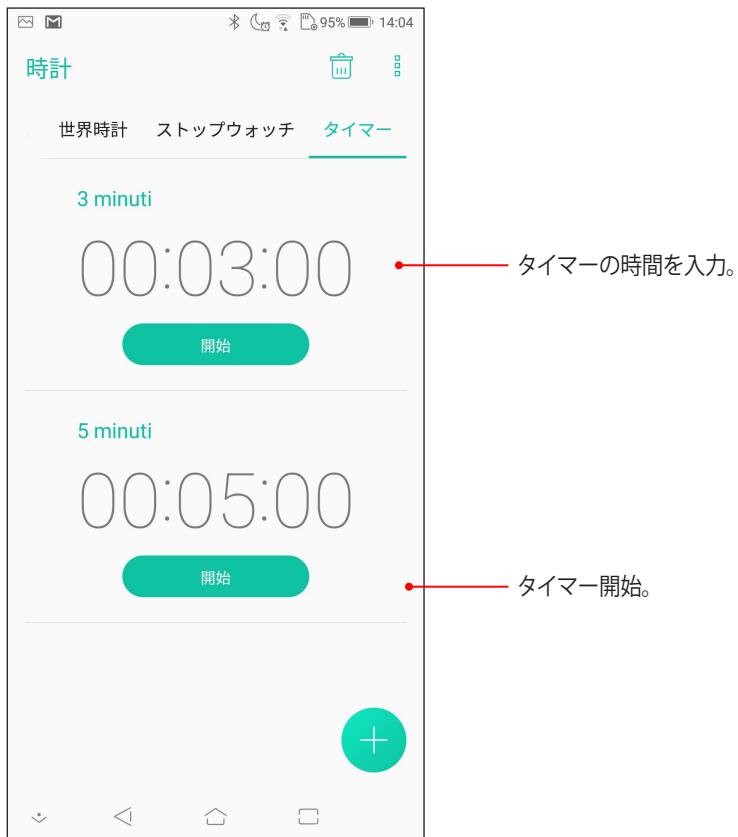 95% 14:04
時計
世界時計 ストップウォッチ タイマー
3 minuti
00:03:00
タイマーの時間を入力。
開始
5 minuti
00:05:00
開始
タイマー開始。